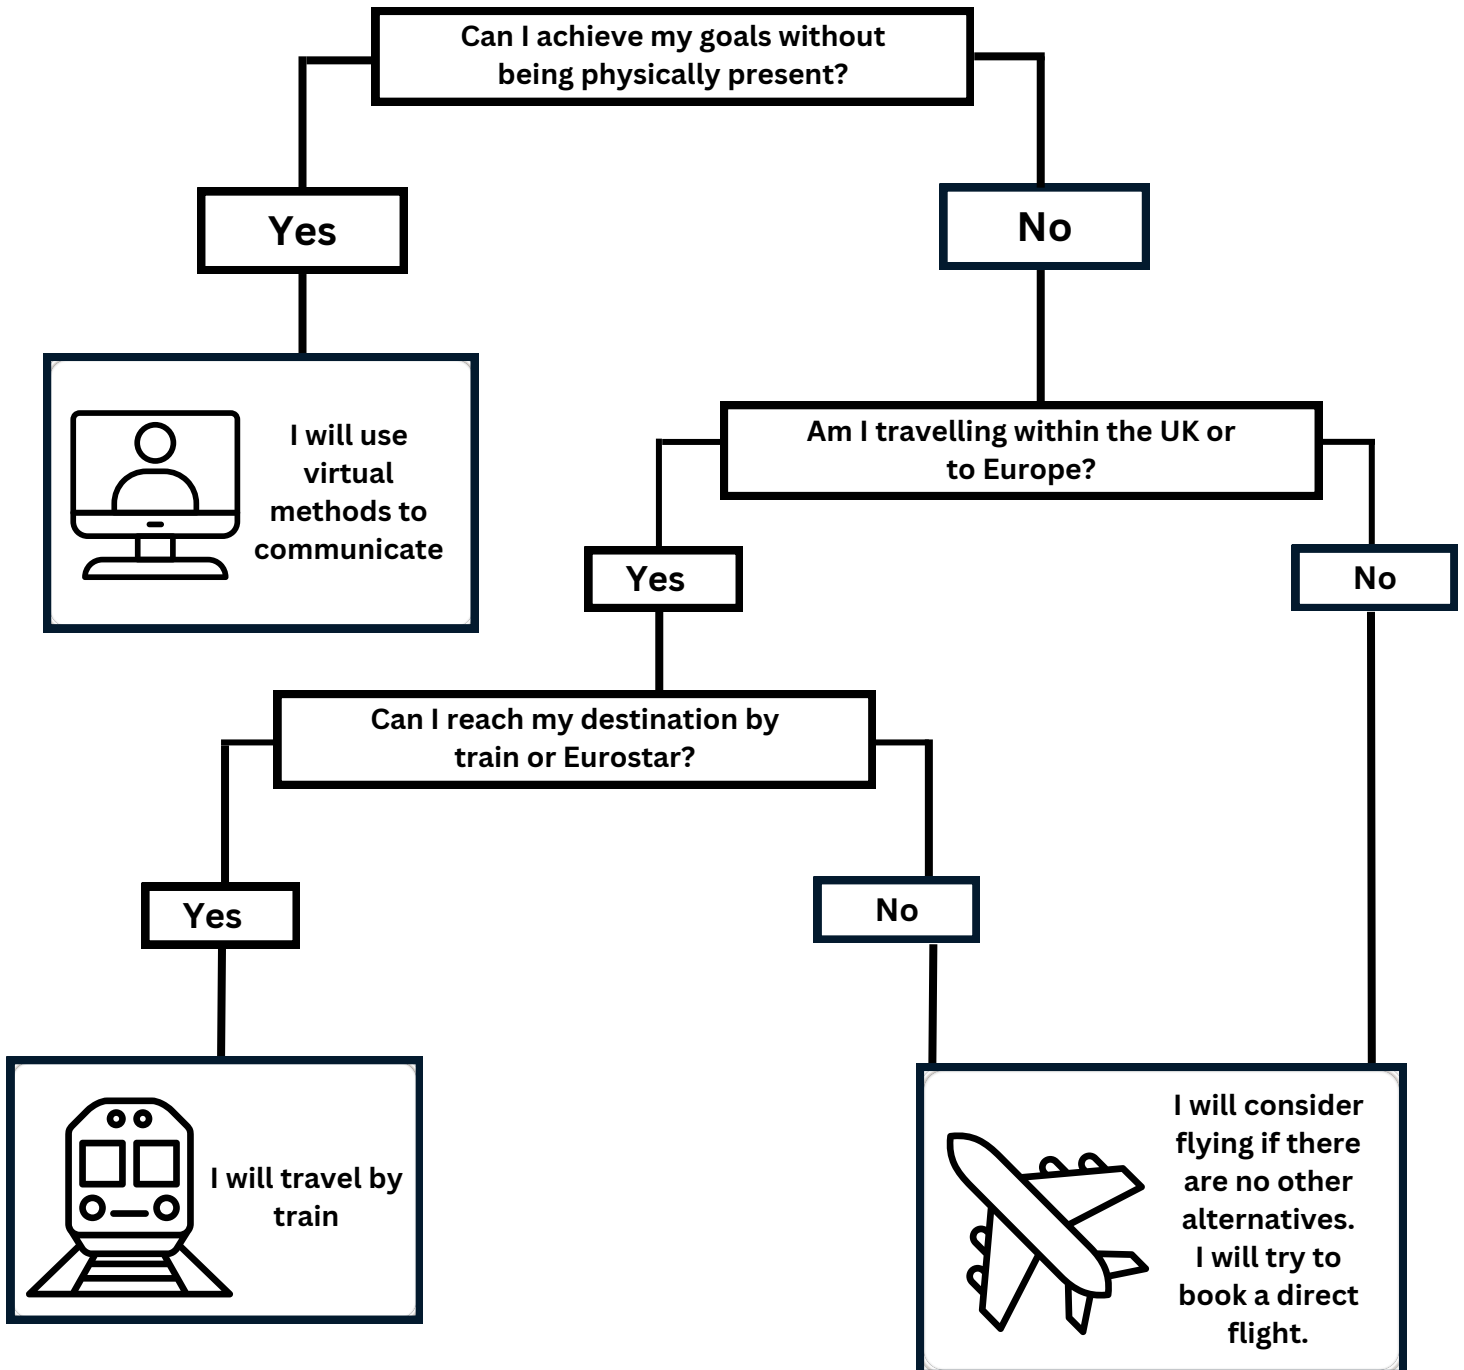 Can I achieve my goals without
being physically present?
Yes
No
I will use
virtual
methods to
communicate
Am I travelling within the UK or
to Europe?
Yes
No
Can I reach my destination by
train or Eurostar?
Yes
No
I will travel by
train
I will consider
flying if there
are no other
alternatives.
I will try to
book a direct
flight.